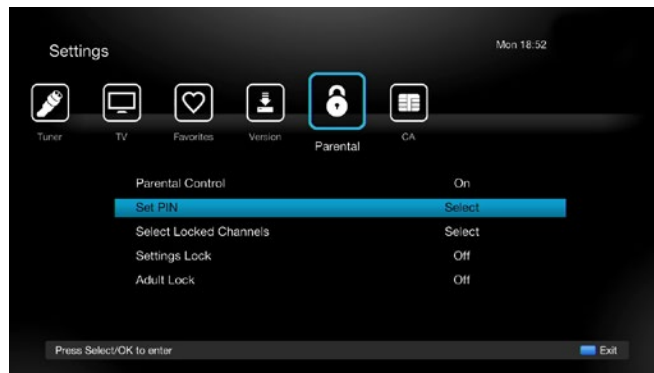 Settings
Mon 18:52
Tuner TV Favorites Version Parental CA
Parental Control On
Set PIN Select
Select Locked Channels Select
Settings Lock Off
Adult Lock Off
Press Select/OK to enter Exit